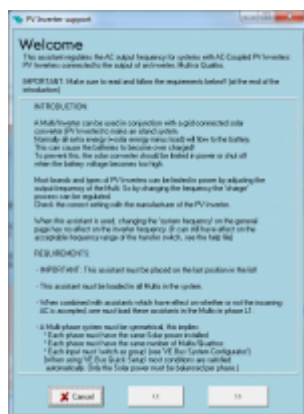 PV Inverter support
Welcome
This assistant regulates the AC output frequency for systems with AC Coupled PV Inverters:
PV Inverters connected to the output of an Inverter, Multi or Quattro.
IMPORTANT: Make sure to read and follow the requirements below! (at the end of the
introduction)
INTRODUCTION:
A Multi/Inverter can be used in conjunction with a grid connected solar
converter (PV Inverter) to make an island system.
Normally all extra energy (=solar energy minus load) will flow to the battery.
This can cause the batteries to become over charged!
To prevent this, the solar converter should be limited in power or shut off
when the battery voltage becomes too high.
Most brands and types of PV Inverters can be limited in power by adjusting the
output frequency of the Multi. So by changing the frequency the 'charge'
process can be regulated.
Check the correct setting with the manufacturer of the PV Inverter.
When this assistant is used, changing the 'system frequency' on the general
page has no effect on the inverter frequency. (It can still have effect on the
acceptable frequency range of the transfer switch, see the help file)
REQUIREMENTS:
- IMPORTANT: This assistant must be placed on the last position in the list!
- This assistant must be loaded in all Multis in the system.
- When combined with assistants which have effect on whether or not the incoming
AC is accepted, one must load these assistants in the Multis in phase L1.
- A Multi-phase system must be symmetrical, this implies:
* Each phase must have the same Solar power installed
* Each phase must have the same number of Multis/Quattros
* Each input must 'switch as group' (see 'VE.Bus System Configurator')
(When using 'VE.Bus Quick Setup' most conditions are satisfied
automatically. Only the Solar power must be balanced per phase.)
Cancel
<<
>>